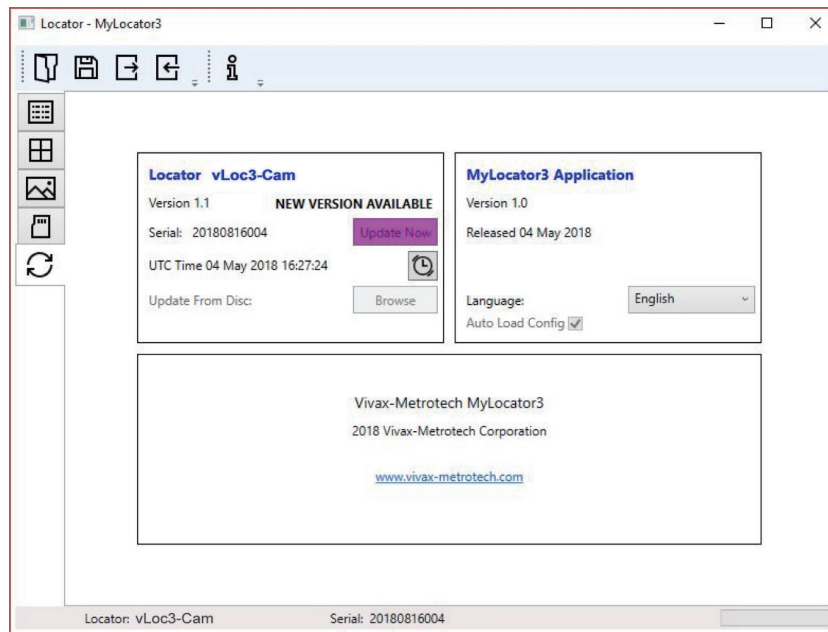 Locator - MyLocator3
Locator vLoc3-Cam
Version 1.1 NEW VERSION AVAILABLE
Serial: 20180816004 Update Now
UTC Time 04 May 2018 16:27:24
Update From Disc: Browse
MyLocator3 Application
Version 1.0
Released 04 May 2018
Language: English
Auto Load Config
Vivax-Metrotech MyLocator3
2018 Vivax-Metrotech Corporation
www.vivax-metrotech.com
Locator: vLoc3-Cam Serial: 20180816004